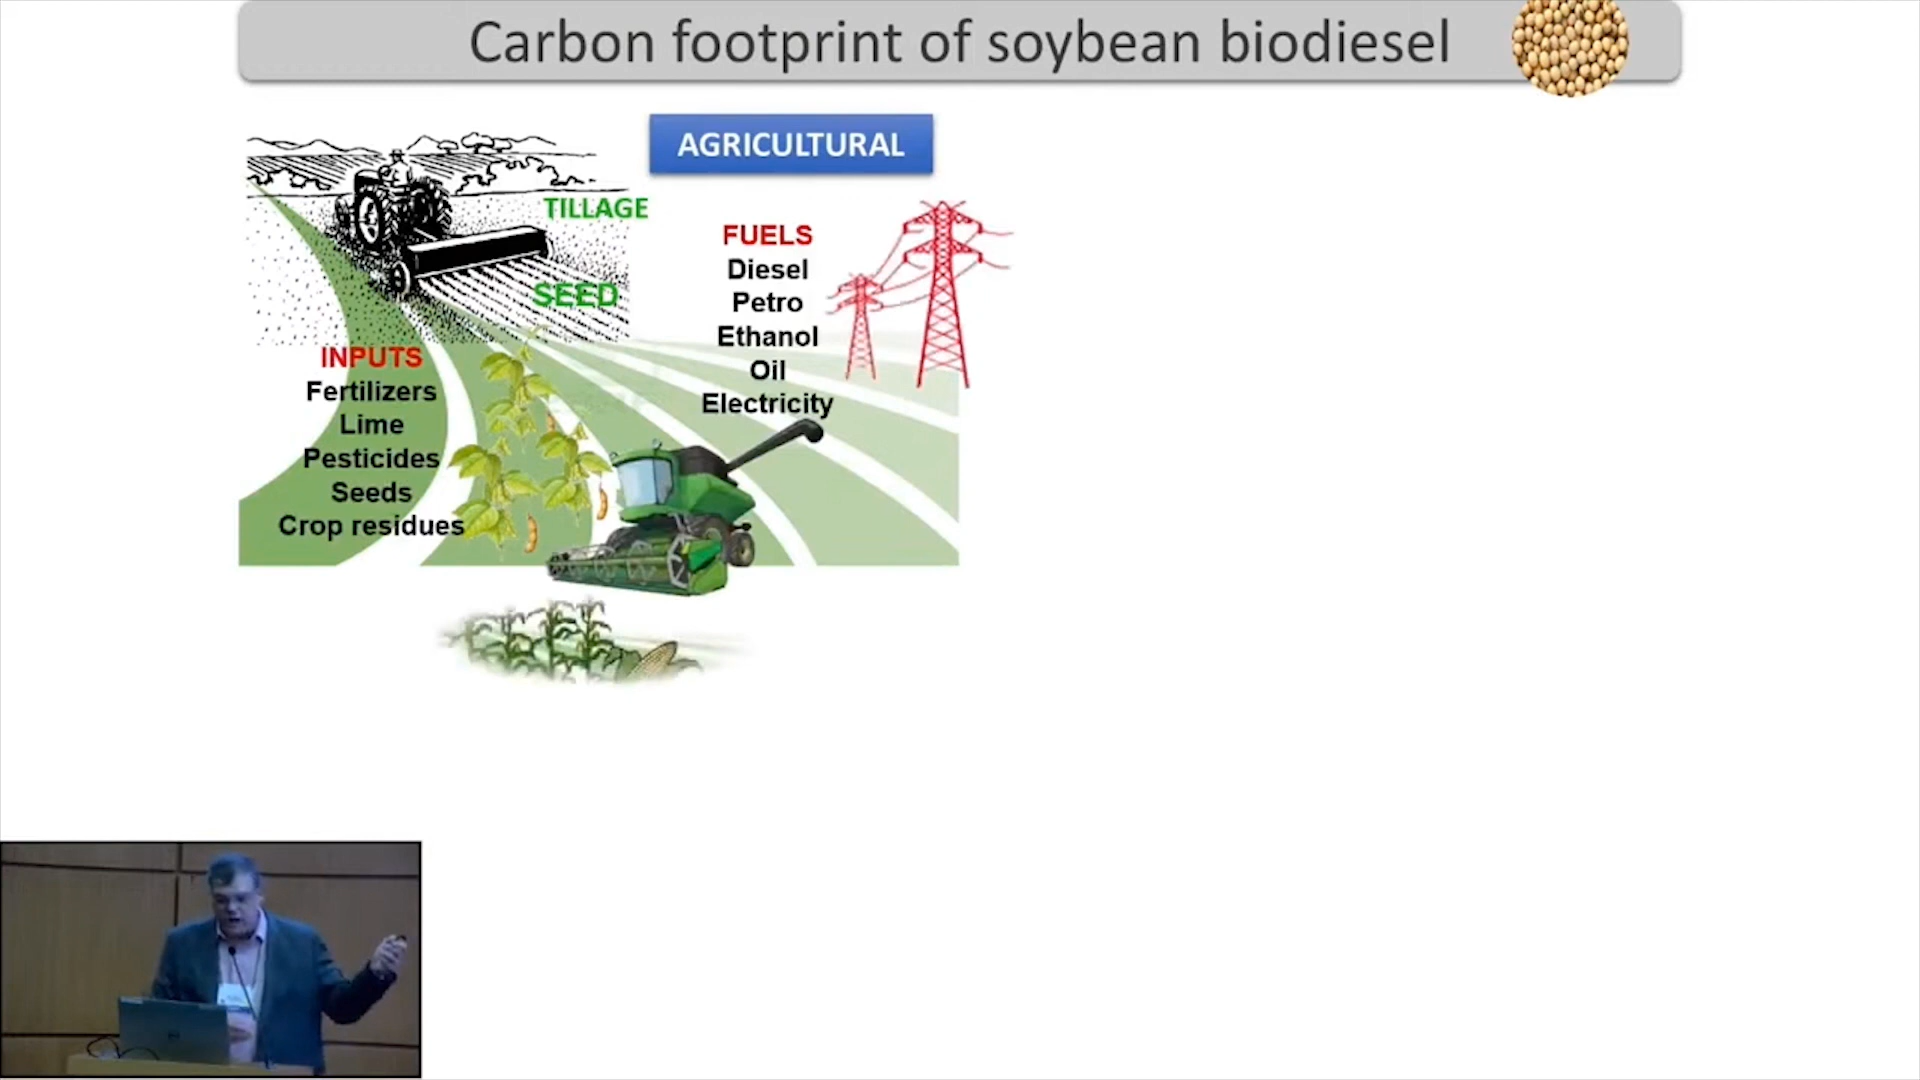 Carbon footprint of soybean biodiesel
AGRICULTURAL
TILLAGE
SEED
FUELS
Diesel
Petro
Ethanol
Oil
Electricity
INPUTS
Fertilizers
Lime
Pesticides
Seeds
Crop residues